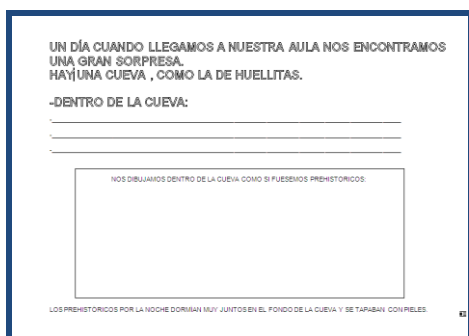 UN DÍA CUANDO LLEGAMOS A NUESTRA AULA NOS ENCONTRAMOS
UNA GRAN SORPRESA.
HAY UNA CUEVA , COMO LA DE HUELLITAS.
-DENTRO DE LA CUEVA:
-
-
-
NOS DIBUJAMOS DENTRO DE LA CUEVA COMO SI FUESEMOS PREHISTORICOS:
LOS PREHISTÓRICOS POR LA NOCHE DORMIAN MUY JUNTOS EN EL FONDO DE LA CUEVA Y SE TAPABAN CON PIELES.